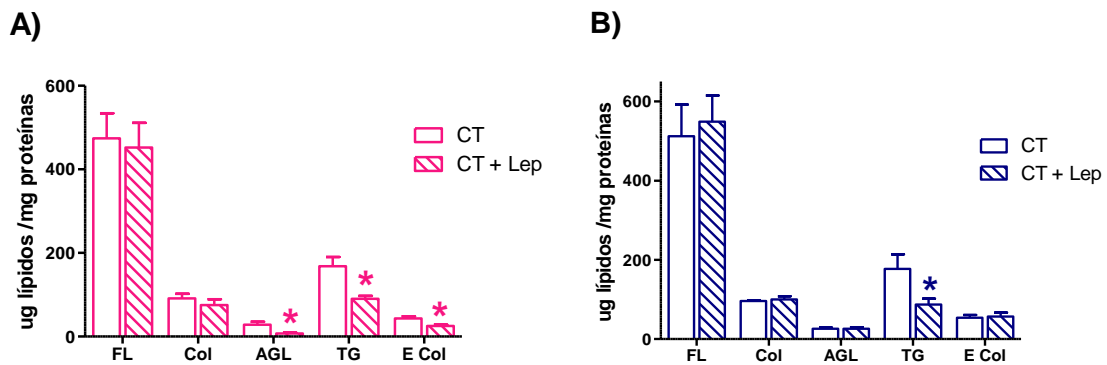 A)
ug lípidos /mg proteínas
600
400
200
0
FL Col AGL TG E Col
CT
CT + Lep
*
*
*
B)
ug lípidos /mg proteínas
600
400
200
0
FL Col AGL TG E Col
CT
CT + Lep
*